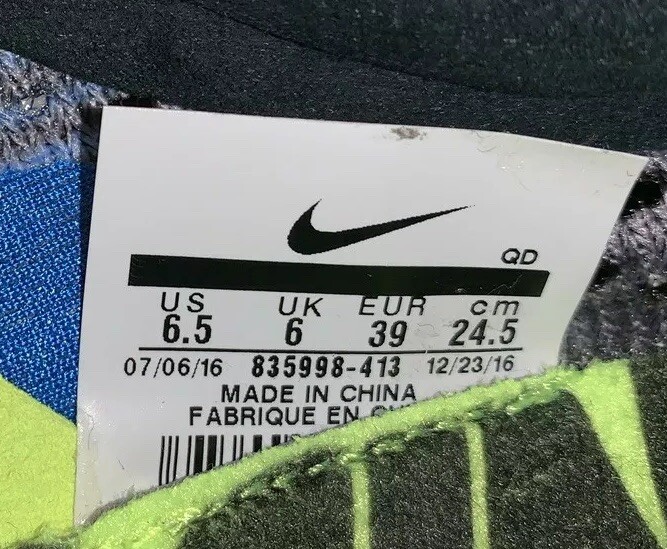 QD
US UK EUR cm
6.5 6 39 24.5
07/06/16 835998-413 12/23/16
MADE IN CHINA
FABRIQUE EN